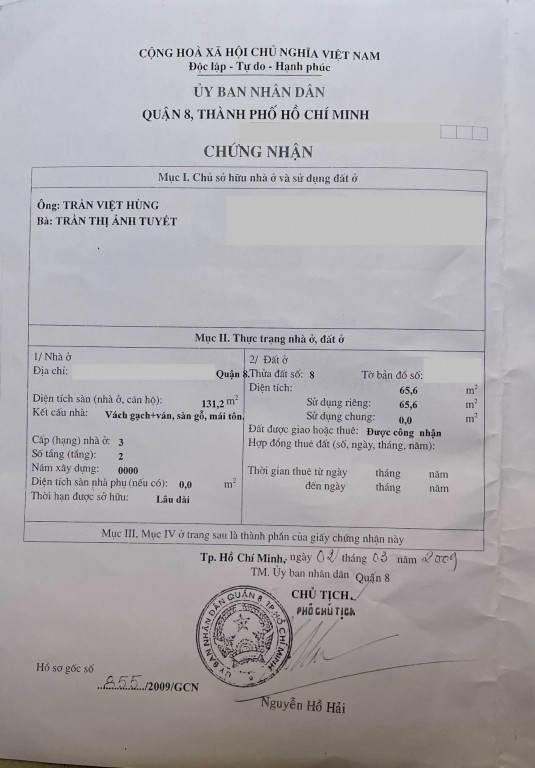 CỘNG HOÀ XÃ HỘI CHỦ NGHĨA VIỆT NAM
Độc lập - Tự do - Hạnh phúc
ỦY BAN NHÂN DÂN
QUẬN 8, THÀNH PHỐ HỒ CHÍ MINH
CHỨNG NHẬN
Mục I. Chủ sở hữu nhà ở và sử dụng đất ở
Ông: TRẦN VIỆT HÙNG
Bà: TRẦN THỊ ÁNH TUYẾT
Mục II. Thực trạng nhà ở, đất ở
1/ Nhà ở
Địa chỉ: Quận 8.
Diện tích sàn (nhà ở, căn hộ): 131,2 m²
Kết cấu nhà: Vách gạch+ván, sàn gỗ, mái tôn.
Cấp (hạng) nhà ở: 3
Số tầng (tầng): 2
Năm xây dựng: 0000
Diện tích sàn nhà phụ (nếu có): 0,0 m²
Thời hạn được sở hữu: Lâu dài
2/ Đất ở
Thửa đất số: 8 Tờ bản đồ số:
Diện tích: 65,6 m²
Sử dụng riêng: 65,6 m²
Sử dụng chung: 0,0 m²
Đất được giao hoặc thuê: Được công nhận
Hợp đồng thuê đất (số, ngày, tháng, năm):
Thời gian thuê từ ngày tháng năm
đến ngày tháng năm
Mục III, Mục IV ở trang sau là thành phần của giấy chứng nhận này
Tp. Hồ Chí Minh, ngày 02 tháng 03 năm 2009
TM. Ủy ban nhân dân Quận 8
CHỦ TỊCH
PHÓ CHỦ TỊCH
ỦY BAN NHÂN DÂN QUẬN 8 TP. HỒ CHÍ MINH
Hồ sơ gốc số
855/2009/GCN
Nguyễn Hồ Hải